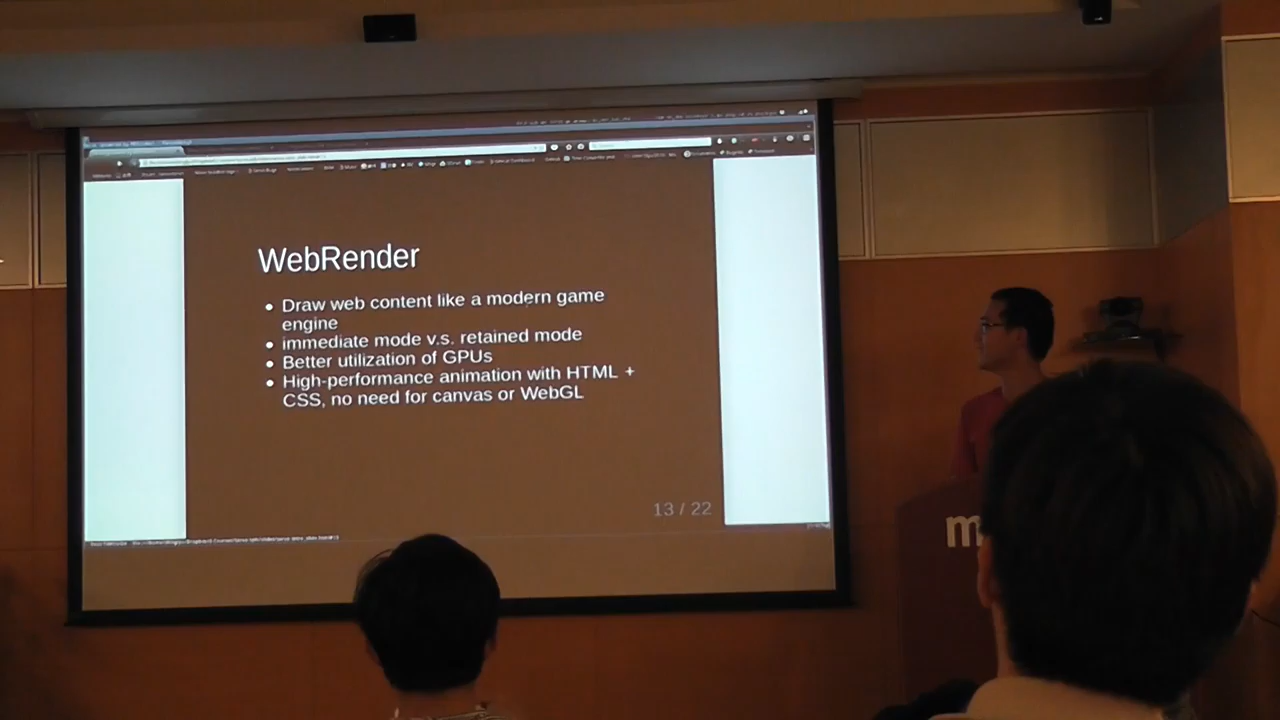 WebRender
Draw web content like a modern game
engine
immediate mode v.s. retained mode
Better utilization of GPUs
High-performance animation with HTML +
CSS, no need for canvas or WebGL
13 / 22
m